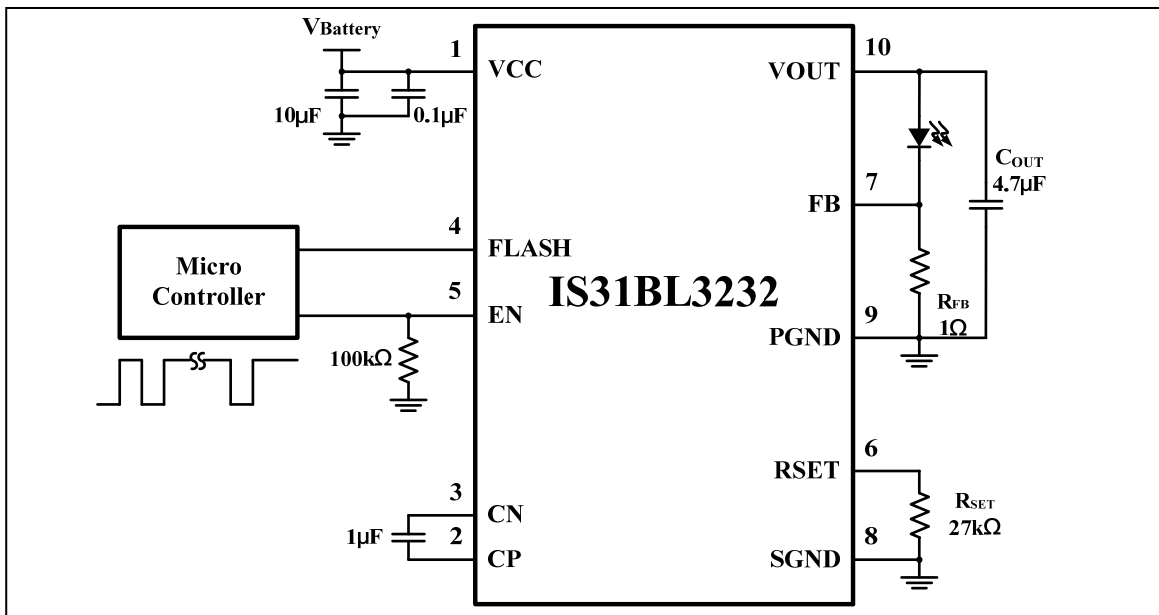 VBattery
1
VCC
10μF
0.1μF
10
VOUT
COUT
4.7μF
7
FB
4
FLASH
Micro
Controller
5
EN
IS31BL3232
RFB
1Ω
9
PGND
100kΩ
6
RSET
RSET
27kΩ
3
CN
1μF
2
CP
8
SGND